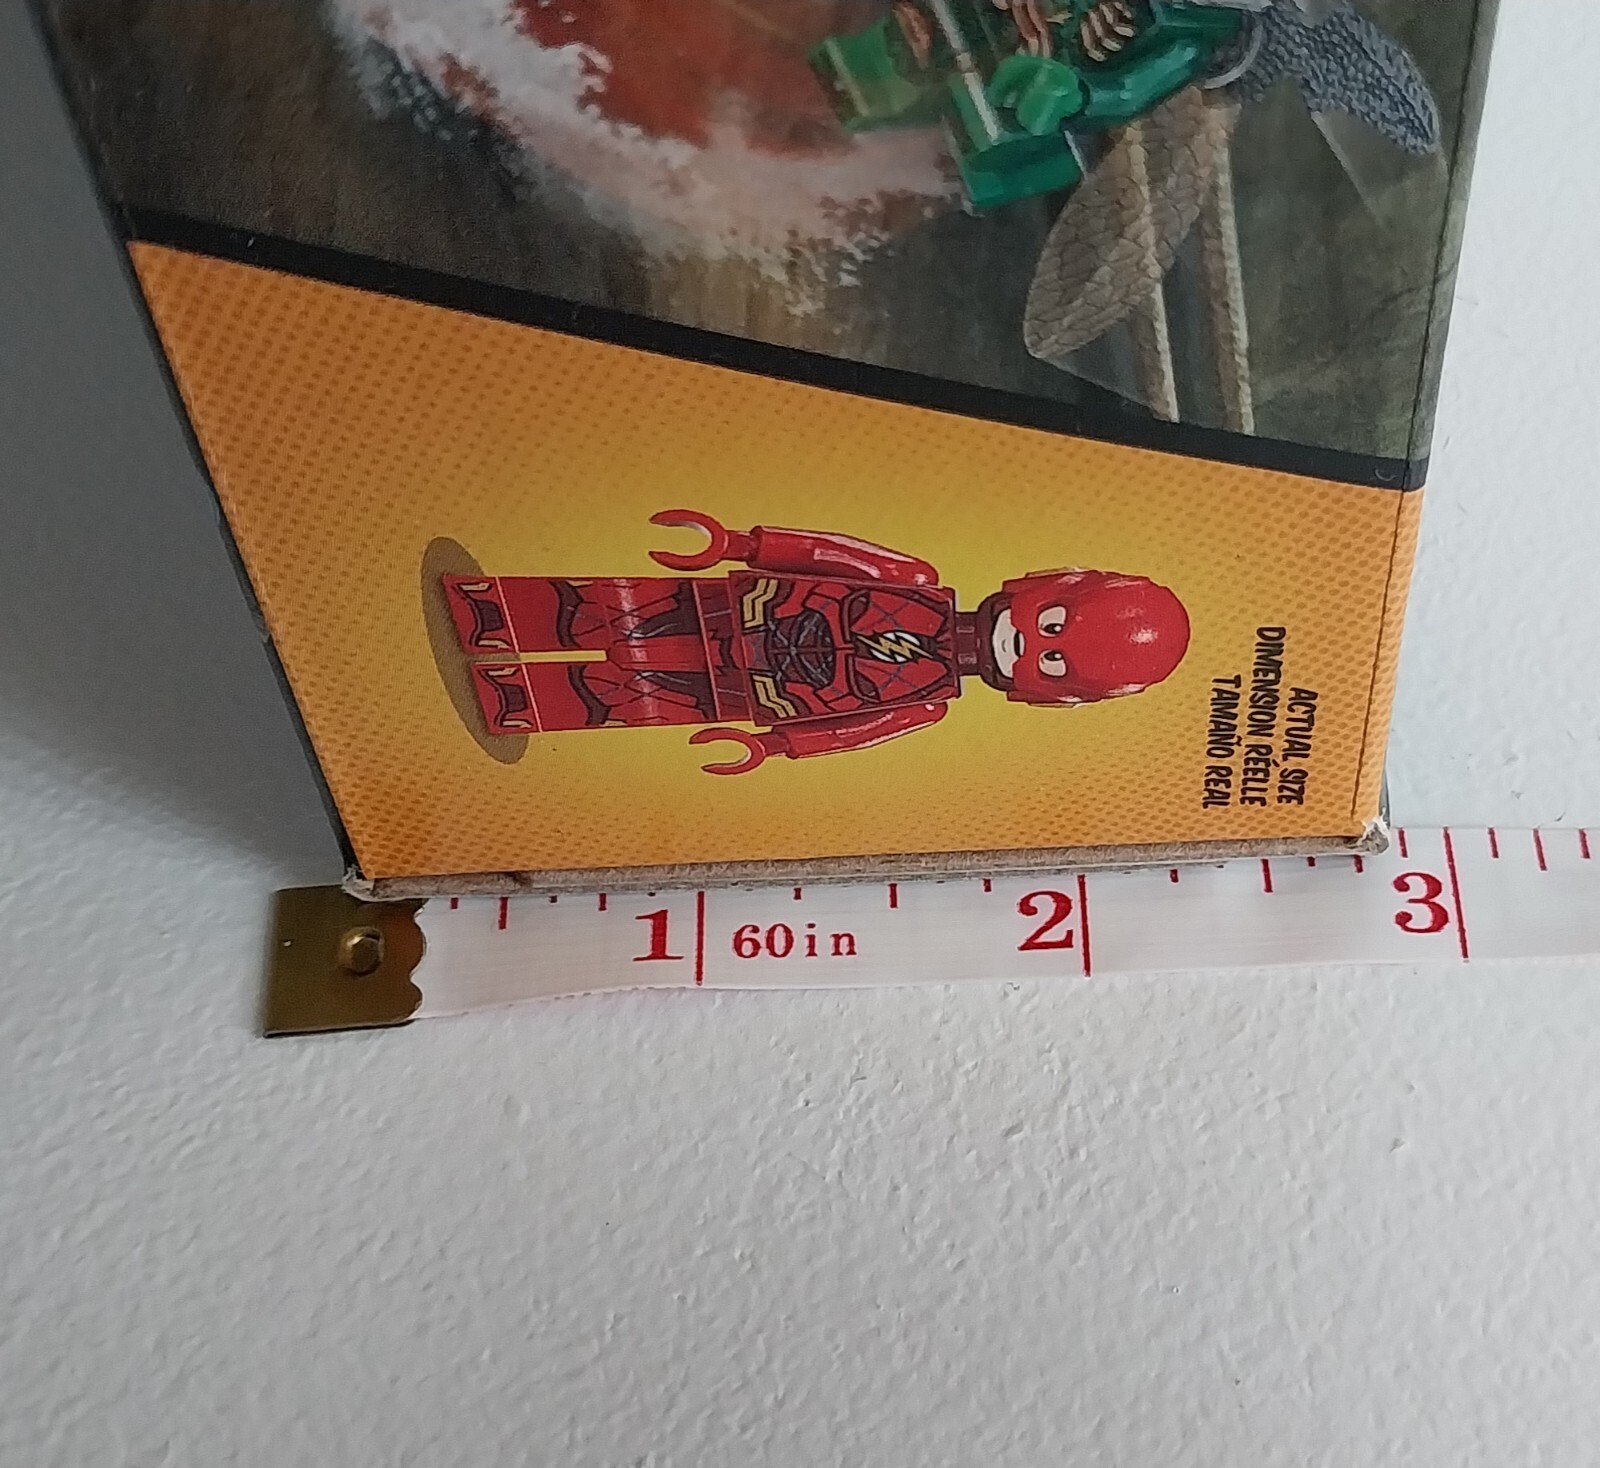 ACTUAL SIZE
DIMENSION RÉELLE
TAMAÑO REAL
1 60in 2 3